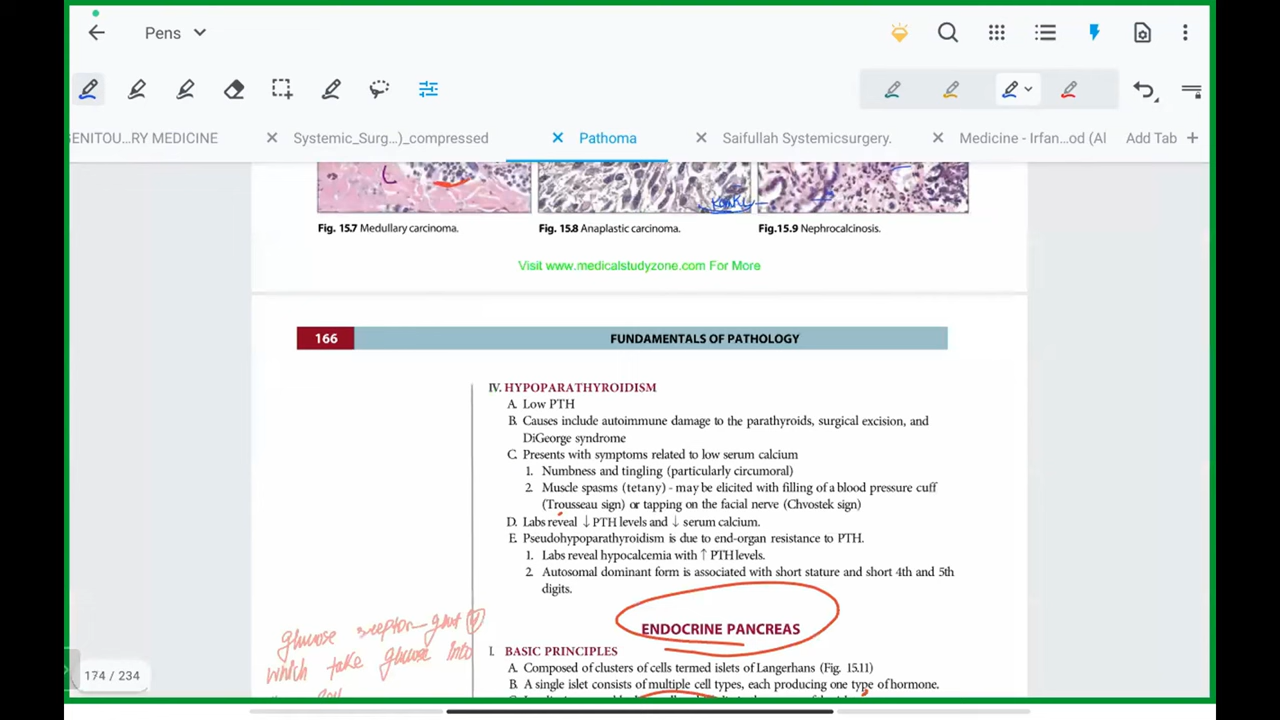 Pens
GENITOU...RY MEDICINE
Systemic_Surg...)_compressed
Pathoma
Saifullah Systemicsurgery.
Medicine - Irfan...od (Al
Add Tab
Konky
Fig. 15.7 Medullary carcinoma.
Fig. 15.8 Anaplastic carcinoma.
Fig.15.9 Nephrocalcinosis.
Visit www.medicalstudyzone.com For More
166
FUNDAMENTALS OF PATHOLOGY
IV. HYPOPARATHYROIDISM
A. Low PTH
B. Causes include autoimmune damage to the parathyroids, surgical excision, and
DiGeorge syndrome
C. Presents with symptoms related to low serum calcium
1. Numbness and tingling (particularly circumoral)
2. Muscle spasms (tetany) - may be elicited with filling of a blood pressure cuff
(Trousseau sign) or tapping on the facial nerve (Chvostek sign)
D. Labs reveal ↓ PTH levels and ↓ serum calcium.
E. Pseudohypoparathyroidism is due to end-organ resistance to PTH.
1. Labs reveal hypocalcemia with ↑ PTH levels.
2. Autosomal dominant form is associated with short stature and short 4th and 5th
digits.
ENDOCRINE PANCREAS
glucose receptor-glut 4
which take glucose into
I. BASIC PRINCIPLES
A. Composed of clusters of cells termed islets of Langerhans (Fig. 15.11)
B. A single islet consists of multiple cell types, each producing one type of hormone.
174 / 234